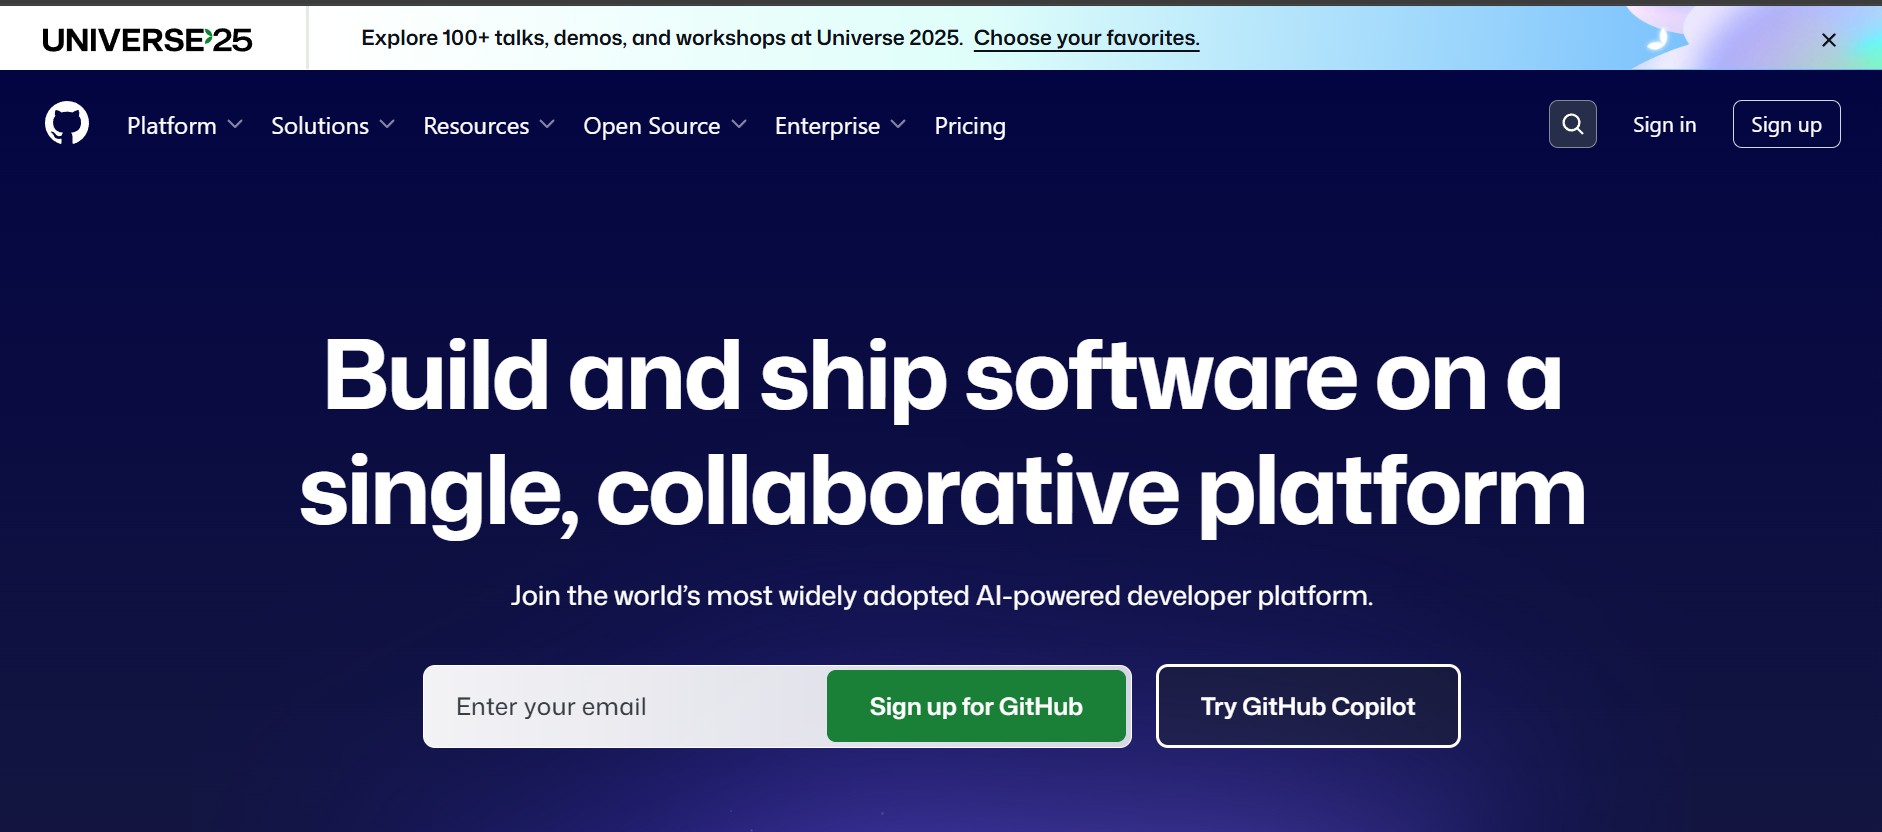 UNIVERSE'25
Explore 100+ talks, demos, and workshops at Universe 2025. Choose your favorites.
Platform Solutions Resources Open Source Enterprise Pricing
Sign in Sign up
Build and ship software on a
single, collaborative platform
Join the world’s most widely adopted AI-powered developer platform.
Enter your email Sign up for GitHub Try GitHub Copilot